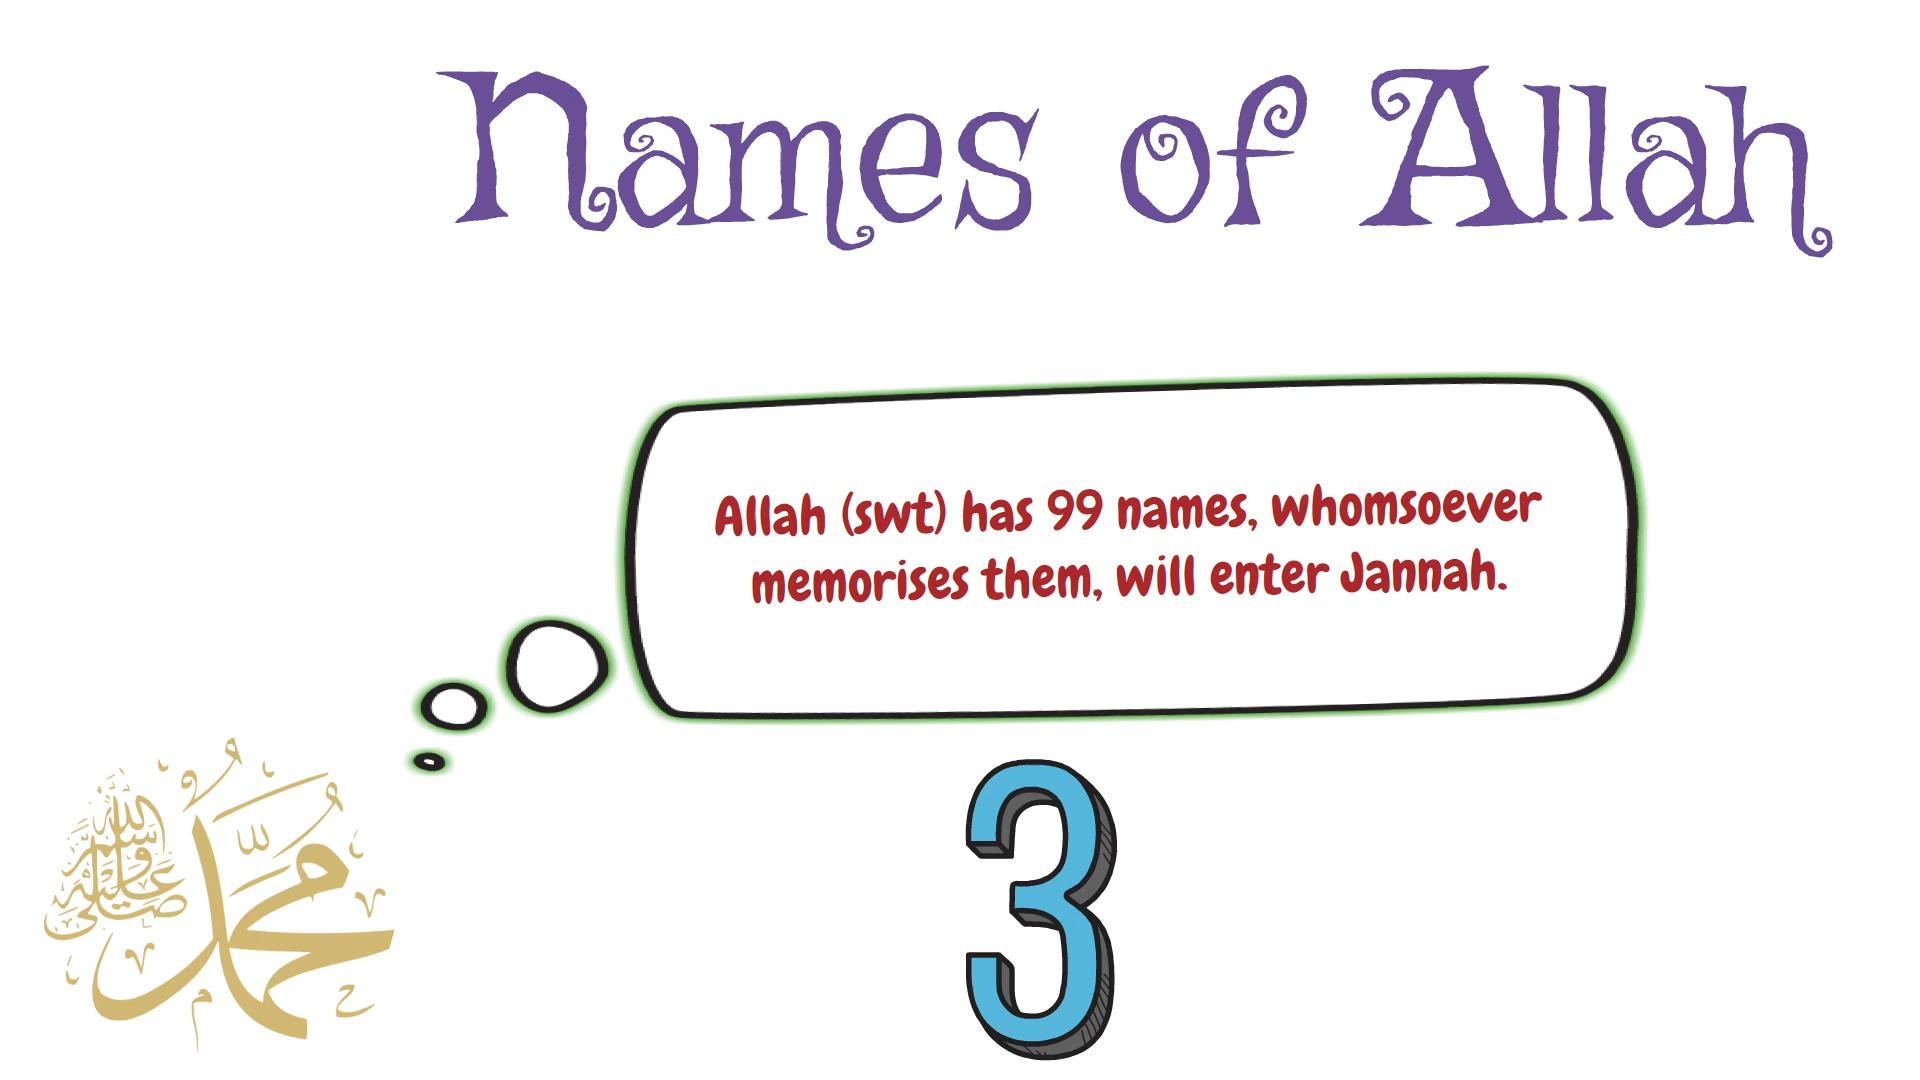 Names of Allah
Allah (swt) has 99 names, whomsoever
memorises them, will enter Jannah.
3
محمد
صلى الله عليه وسلم